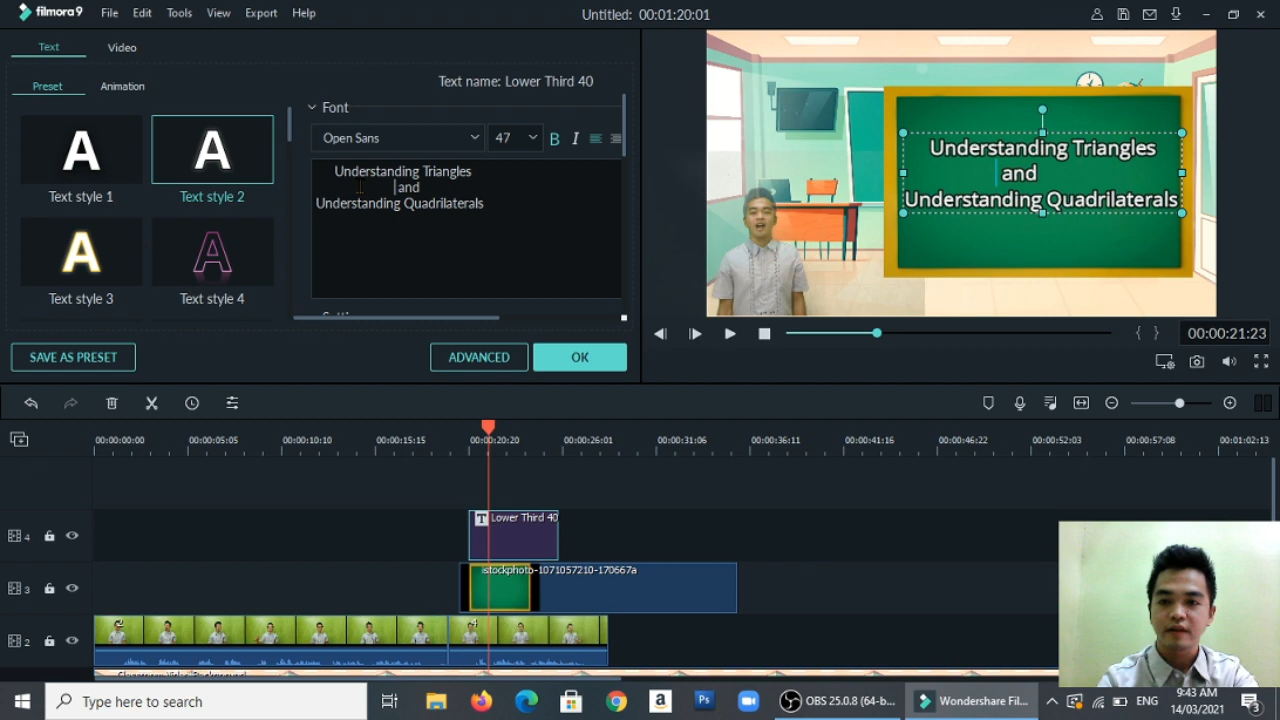 filmora9 File Edit Tools View Export Help
Untitled: 00:01:20:01
Text Video
Preset Animation
Text name: Lower Third 40
Font
Open Sans 47 B I
A A
Text style 1 Text style 2
A A
Text style 3 Text style 4
Understanding Triangles
and
Understanding Quadrilaterals
SAVE AS PRESET ADVANCED OK
Understanding Triangles
and
Understanding Quadrilaterals
{ } 00:00:21:23
00:00:00:00 00:00:05:05 00:00:10:10 00:00:15:15 00:00:20:20 00:00:26:01 00:00:31:06 00:00:36:11 00:00:41:16 00:00:46:22 00:00:52:03 00:00:57:08 00:01:02:13
4 T Lower Third 40
3 istockphoto-1071057210-170667a
2
Classroom Video Background
Type here to search
a Ps
OBS 25.0.8 (64-b...
Wondershare Fil...
ENG
9:43 AM
14/03/2021
3